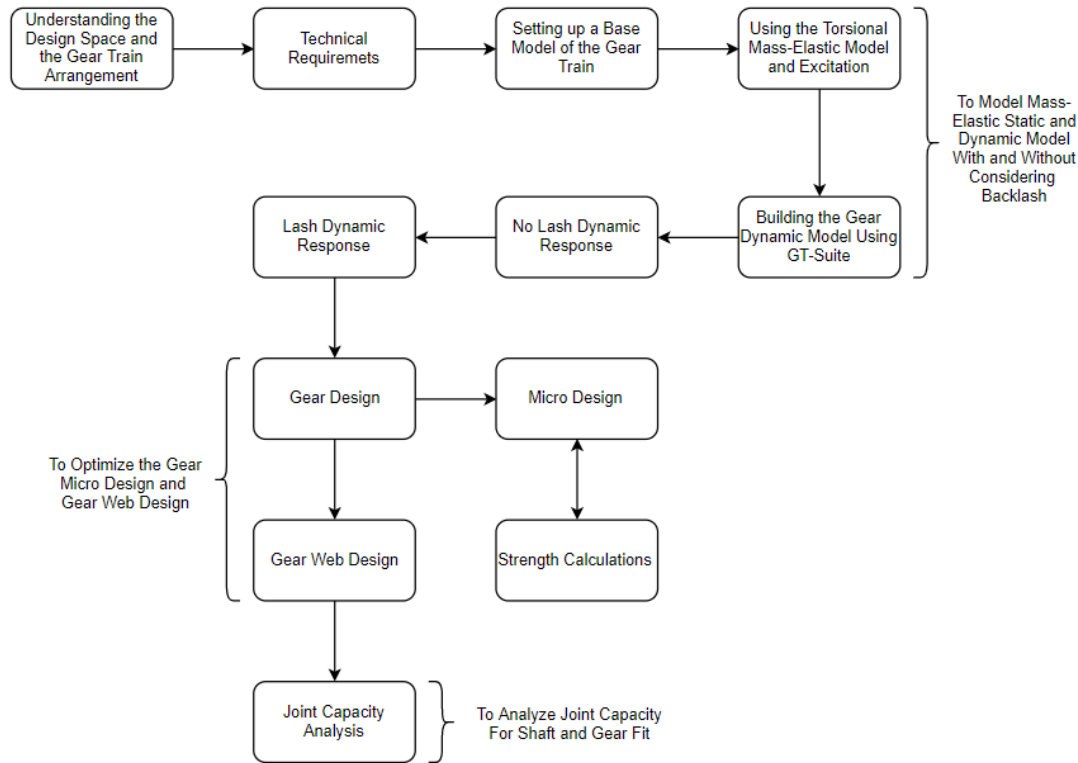 Understanding the
Design Space and
the Gear Train
Arrangement
Technical
Requiremets
Setting up a Base
Model of the Gear
Train
Using the Torsional
Mass-Elastic Model
and Excitation
To Model Mass-
Elastic Static and
Dynamic Model
With and Without
Considering
Backlash
Lash Dynamic
Response
No Lash Dynamic
Response
Building the Gear
Dynamic Model Using
GT-Suite
Gear Design
Micro Design
To Optimize the Gear
Micro Design and
Gear Web Design
Gear Web Design
Strength Calculations
Joint Capacity
Analysis
To Analyze Joint Capacity
For Shaft and Gear Fit